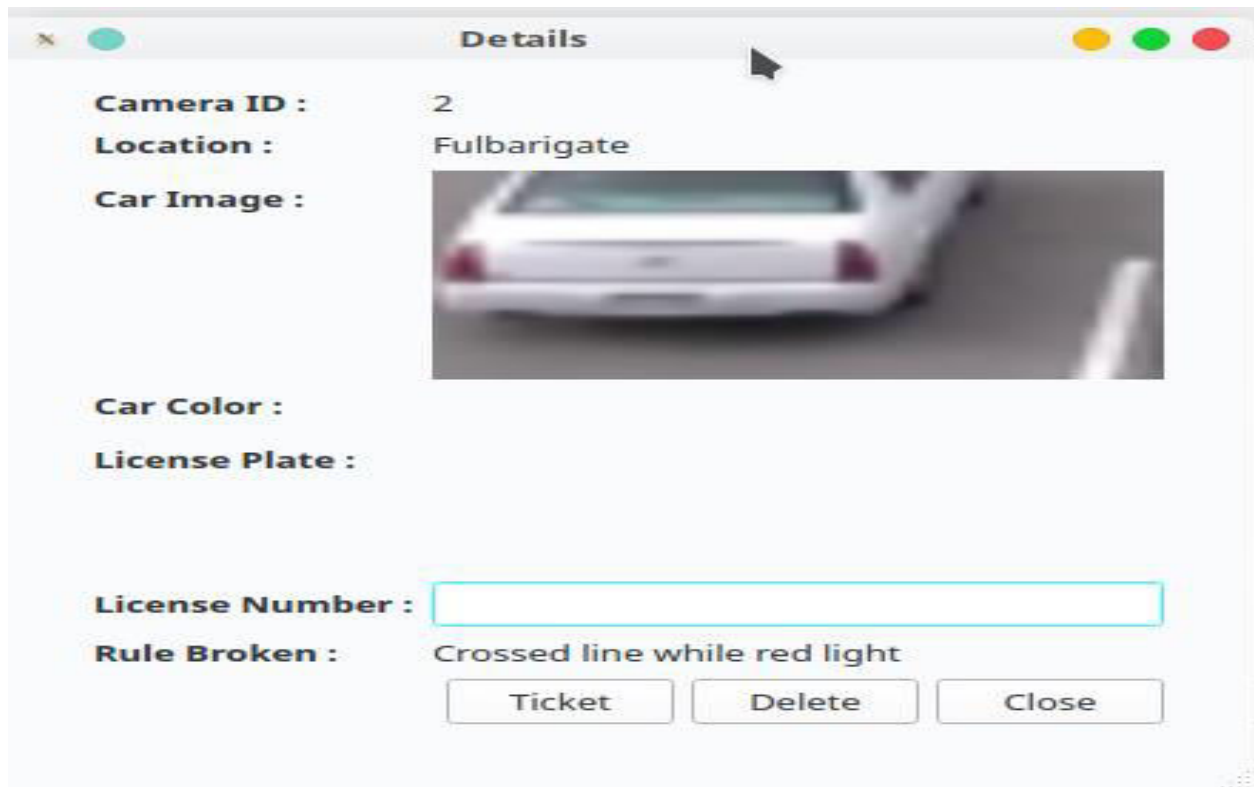 Details
Camera ID : 2
Location : Fulbarigate
Car Image :
Car Color :
License Plate :
License Number :
Rule Broken : Crossed line while red light
Ticket Delete Close